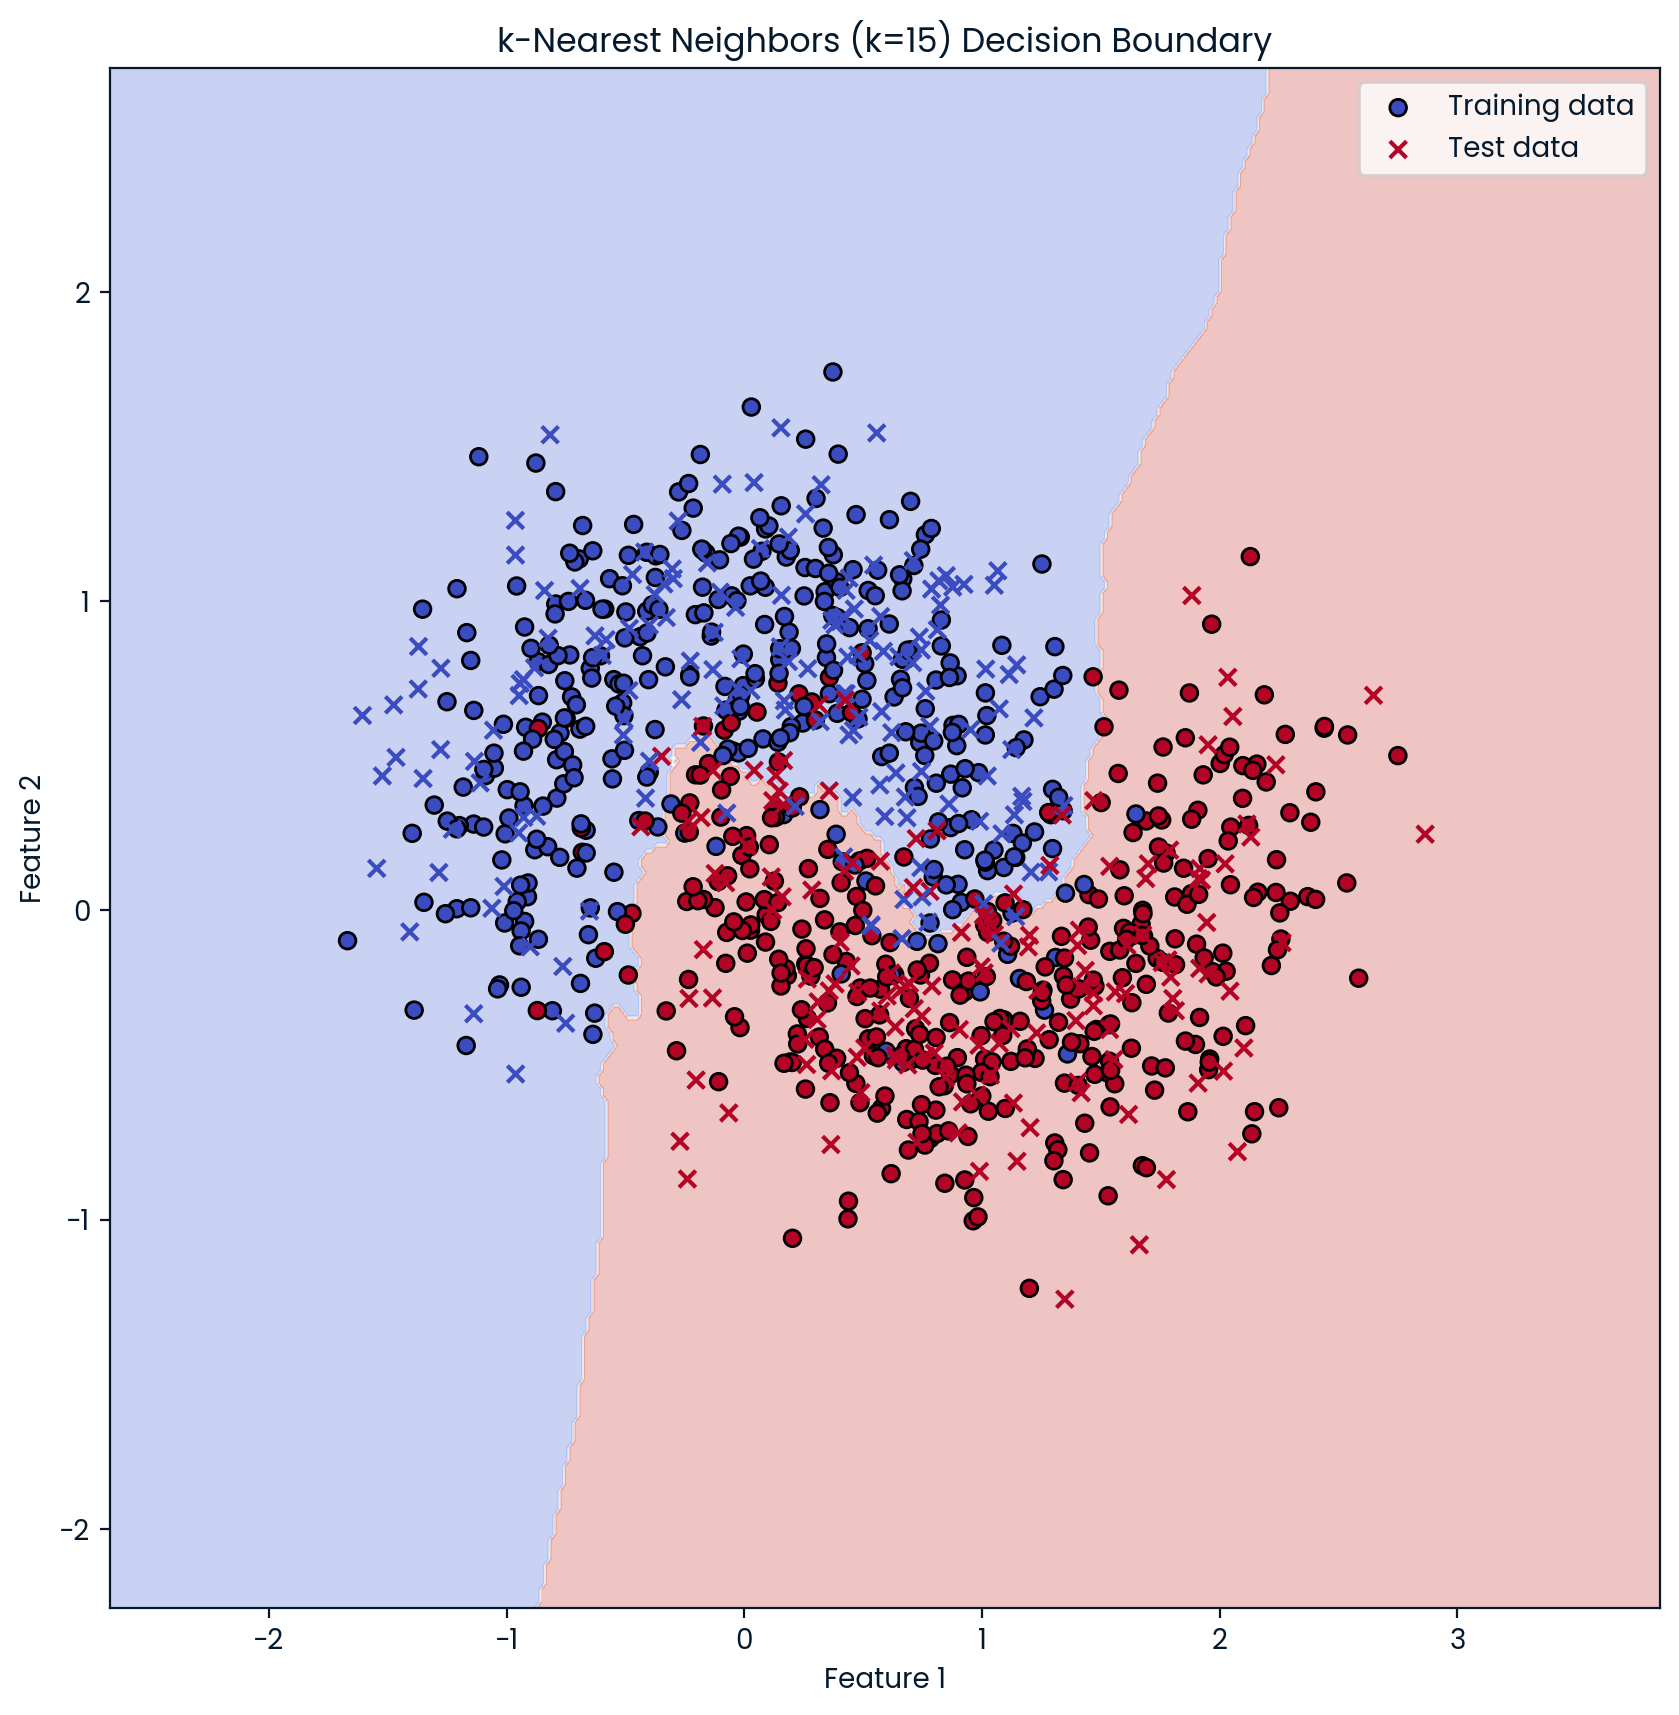 k-Nearest Neighbors (k=15) Decision Boundary
Training data
Test data
Feature 2
2
1
0
−1
−2
−2
−1
0
1
2
3
Feature 1